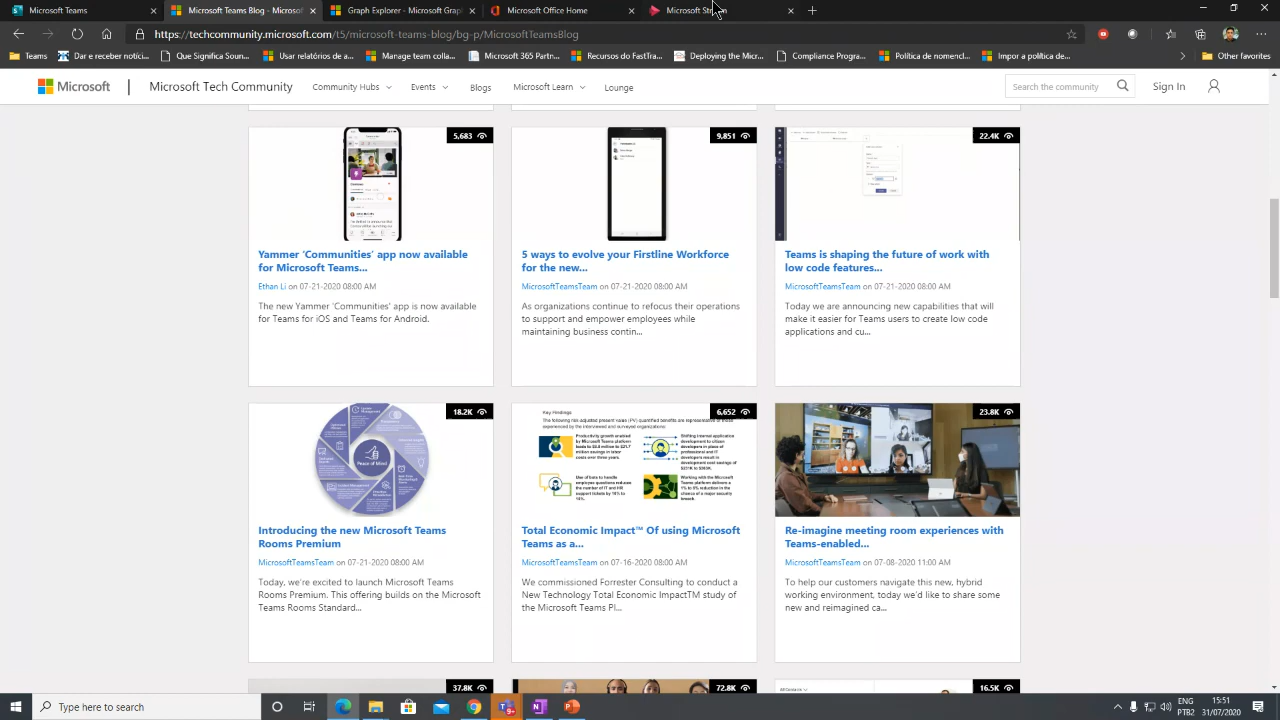 Microsoft Teams
Microsoft Teams Blog - Microsof
Graph Explorer - Microsoft Grap
Microsoft Office Home
Microsoft Str
https://techcommunity.microsoft.com/t5/microsoft-teams-blog/bg-p/MicrosoftTeamsBlog
Teams
Dar e receber notíci...
Que Significa Soun...
Usar relatórios de a...
Manage team colla...
Microsoft 365 Partn...
Recursos do FastTra...
Deploying the Micr...
Compliance Progra...
Política de nomencl...
Impor a política de...
Other favorites
Microsoft
Microsoft Tech Community
Community Hubs
Events
Blogs
Microsoft Learn
Lounge
Search the community
Sign In
5,683
Yammer 'Communities' app now available
for Microsoft Teams...
Ethan Li on 07-21-2020 08:00 AM
The new Yammer 'Communities' app is now available
for Teams for iOS and Teams for Android.
9,851
5 ways to evolve your Firstline Workforce
for the new...
MicrosoftTeamsTeam on 07-21-2020 08:00 AM
As organizations continue to refocus their operations
to support and empower employees while
maintaining business contin...
22.4K
Teams is shaping the future of work with
low code features...
MicrosoftTeamsTeam on 07-21-2020 08:00 AM
Today we are announcing new capabilities that will
make it easier for Teams users to create low code
applications and cu...
18.2K
Peace of Mind
Introducing the new Microsoft Teams
Rooms Premium
MicrosoftTeamsTeam on 07-21-2020 08:00 AM
Today, we're excited to launch Microsoft Teams
Rooms Premium. This offering builds on the Microsoft
Teams Rooms Standard...
6,652
Key Findings
Total Economic Impact™ Of using Microsoft
Teams as a...
MicrosoftTeamsTeam on 07-16-2020 08:00 AM
We commissioned Forrester Consulting to conduct a
New Technology Total Economic ImpactTM study of
the Microsoft Teams Pl...
23.8K
Re-imagine meeting room experiences with
Teams-enabled...
MicrosoftTeamsTeam on 07-08-2020 11:00 AM
To help our customers navigate this new, hybrid
working environment, today we'd like to share some
new and reimagined ca...
37.8K
72.8K
16.5K
Type here to search
ENG
PTB2
15:51
31/07/2020